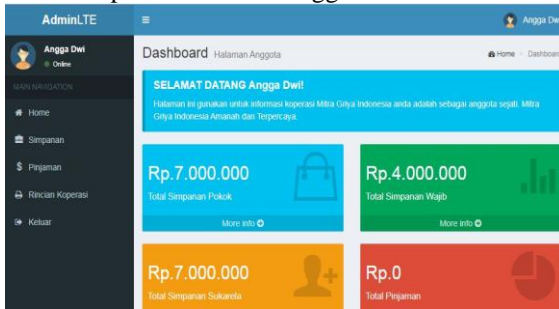 AdminLTE
Angga Dwi
Angga Dwi
Online
Dashboard Halaman Anggota
Home
Dashboard
MAIN NAVIGATION
SELAMAT DATANG Angga Dwi!
Halaman ini gunakan untuk informasi koperasi Mitra Griya Indonesia anda adalah sebagai anggota sejati. Mitra
Griya Indonesia Amanah dan Terpercaya.
Home
Simpanan
Pinjaman
Rincian Koperasi
Keluar
Rp.7.000.000
Total Simpanan Pokok
More info
Rp.4.000.000
Total Simpanan Wajib
More info
Rp.7.000.000
Total Simpanan Sukarela
Rp.0
Total Pinjaman